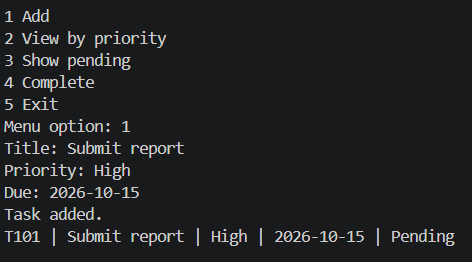 1 Add
2 View by priority
3 Show pending
4 Complete
5 Exit
Menu option: 1
Title: Submit report
Priority: High
Due: 2026-10-15
Task added.
T101 | Submit report | High | 2026-10-15 | Pending